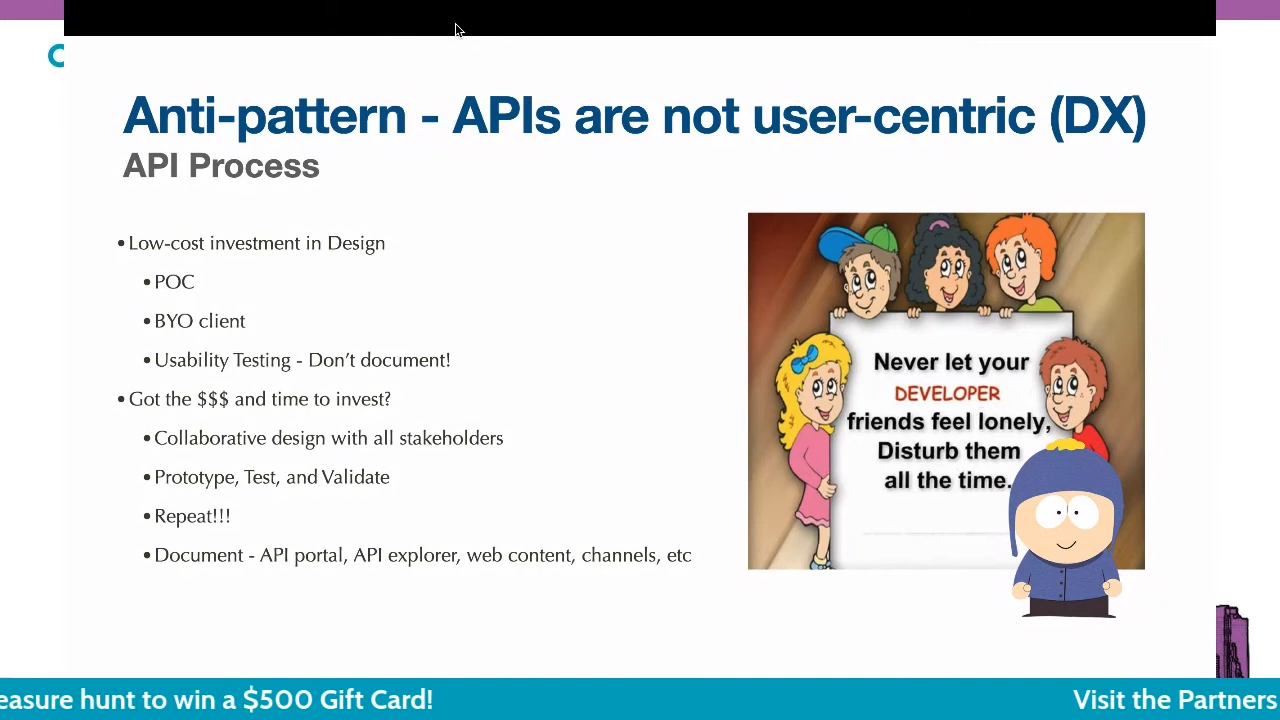 Anti-pattern - APIs are not user-centric (DX)
API Process
• Low-cost investment in Design
• POC
• BYO client
• Usability Testing - Don't document!
• Got the $$$ and time to invest?
• Collaborative design with all stakeholders
• Prototype, Test, and Validate
• Repeat!!!
• Document - API portal, API explorer, web content, channels, etc
Never let your
DEVELOPER
friends feel lonely,
Disturb them
all the time.
easure hunt to win a $500 Gift Card!
Visit the Partners